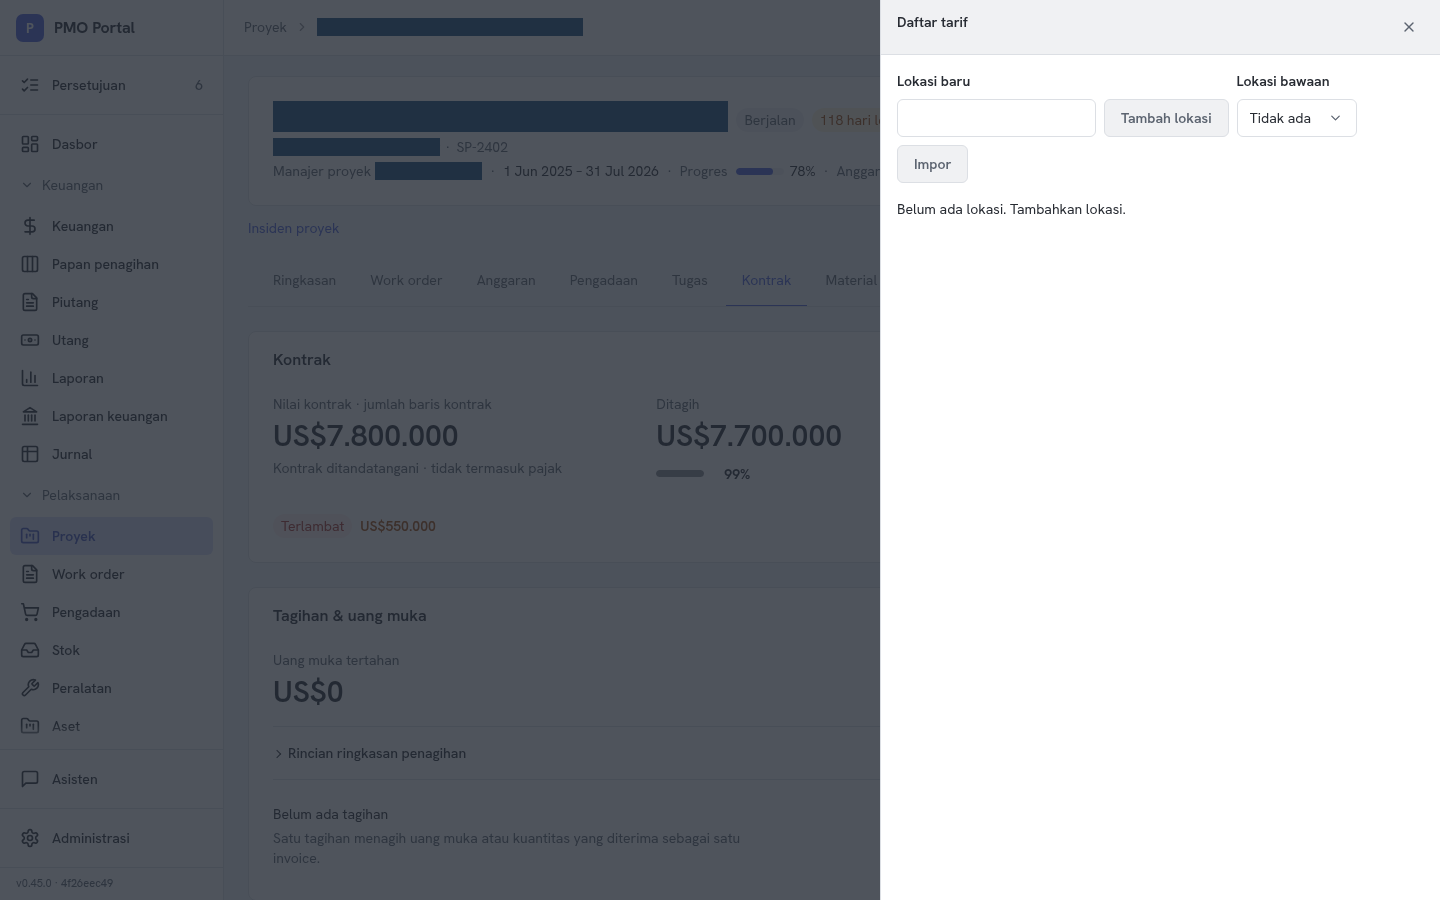 P PMO Portal
Persetujuan 6
Dasbor
Keuangan
Keuangan
Papan penagihan
Piutang
Utang
Laporan
Laporan keuangan
Jurnal
Pelaksanaan
Proyek
Work order
Pengadaan
Stok
Peralatan
Aset
Asisten
Administrasi
v0.45.0 · 4f26eec49
Proyek
Berjalan 118 hari
· SP-2402
Manajer proyek · 1 Jun 2025 – 31 Jul 2026 · Progres 78% ·
Insiden proyek
Ringkasan Work order Anggaran Pengadaan Tugas Kontrak Material
Kontrak
Nilai kontrak · jumlah baris kontrak
US$7.800.000
Kontrak ditandatangani · tidak termasuk pajak
Ditagih
US$7.700.000
99%
Terlambat US$550.000
Tagihan & uang muka
Uang muka tertahan
US$0
Rincian ringkasan penagihan
Belum ada tagihan
Satu tagihan menagih uang muka atau kuantitas yang diterima sebagai satu
invoice.
Daftar tarif
Lokasi baru
Tambah lokasi
Lokasi bawaan
Tidak ada
Impor
Belum ada lokasi. Tambahkan lokasi.